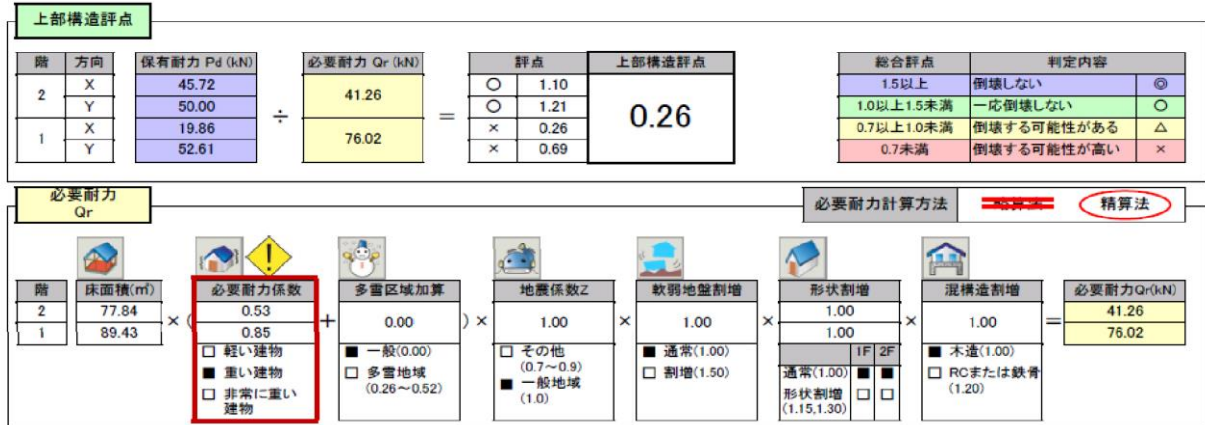 上部構造評点
階 方向 保有耐力 Pd (kN) 必要耐力 Qr (kN) 評点 上部構造評点 総合評点 判定内容
2 X 45.72 41.26 ○ 1.10 0.26 1.5以上 倒壊しない ◎
Y 50.00 ○ 1.21 1.0以上1.5未満 一応倒壊しない ○
÷ =
1 X 19.86 76.02 × 0.26 0.7以上1.0未満 倒壊する可能性がある △
Y 52.61 × 0.69 0.7未満 倒壊する可能性が高い ×
必要耐力
Qr
必要耐力計算方法 精算法
階 床面積(㎡) 必要耐力係数 多雪区域加算 地震係数Z 軟弱地盤割増 形状割増 混構造割増 必要耐力Qr(kN)
2 77.84 ×( 0.53 + 0.00 )× 1.00 × 1.00 × 1.00 × 1.00 = 41.26
1 89.43 0.85 1.00 76.02
□ 軽い建物
■ 重い建物
□ 非常に重い
建物
■ 一般(0.00)
□ 多雪地域
(0.26～0.52)
□ その他
(0.7～0.9)
■ 一般地域
(1.0)
■ 通常(1.00)
□ 割増(1.50)
1F 2F
通常(1.00) ■ ■
形状割増 □ □
(1.15,1.30)
■ 木造(1.00)
□ RCまたは鉄骨
(1.20)